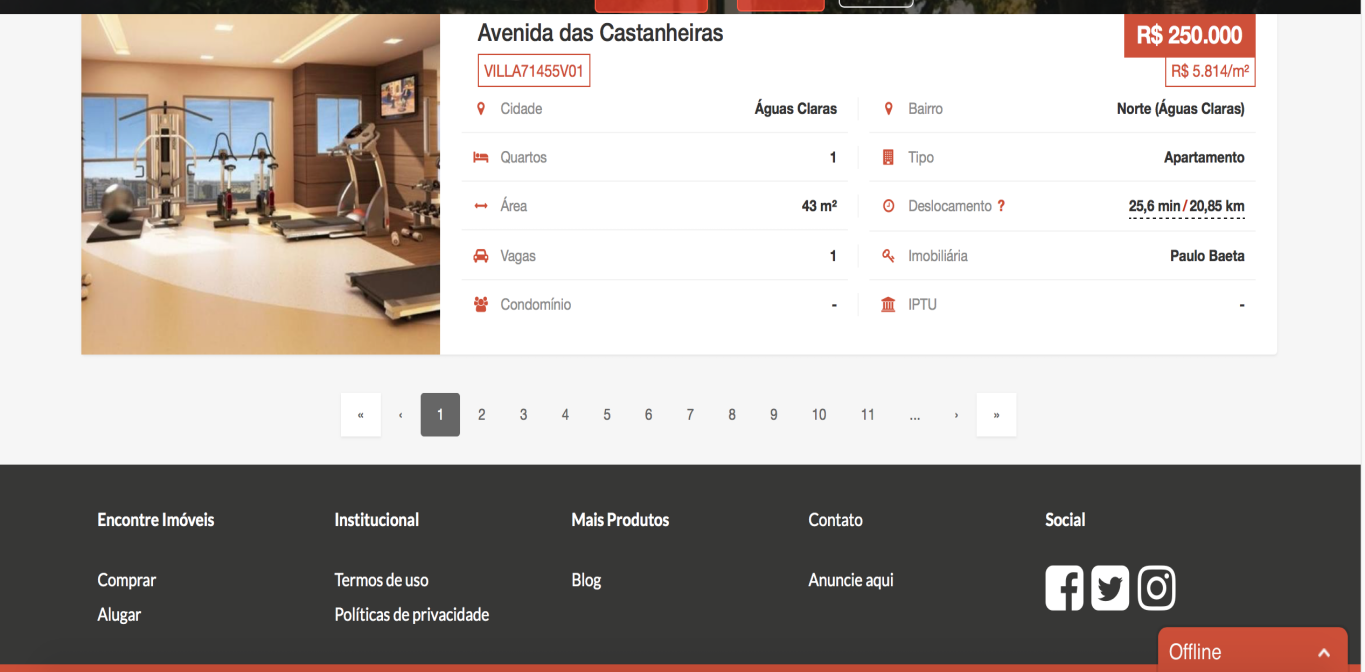 Avenida das Castanheiras
R$ 250.000
VILLA71455V01
R$ 5.814/m²
Cidade Águas Claras
Bairro Norte (Águas Claras)
Quartos 1
Tipo Apartamento
Área 43 m²
Deslocamento ? 25,6 min / 20,85 km
Vagas 1
Imobiliária Paulo Baeta
Condomínio -
IPTU -
« ‹ 1 2 3 4 5 6 7 8 9 10 11 ... › »
Encontre Imóveis
Comprar
Alugar
Institucional
Termos de uso
Políticas de privacidade
Mais Produtos
Blog
Contato
Anuncie aqui
Social
Offline